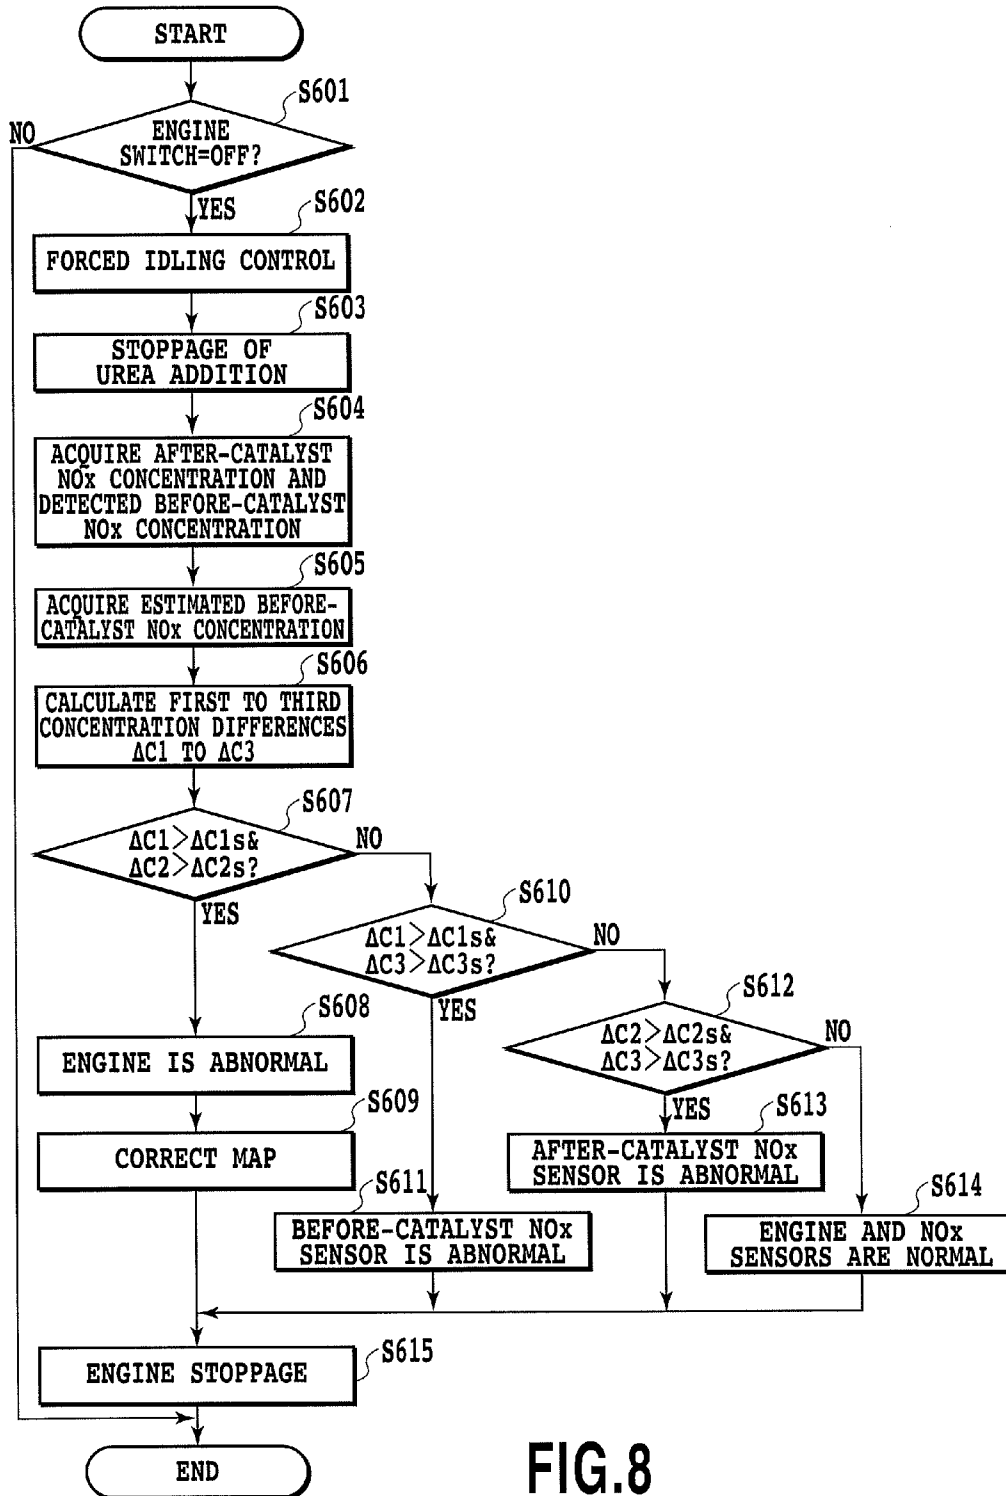 START
S601
NO
ENGINE
SWITCH=OFF?
YES
S602
FORCED IDLING CONTROL
S603
STOPPAGE OF
UREA ADDITION
S604
ACQUIRE AFTER-CATALYST
NOx CONCENTRATION AND
DETECTED BEFORE-CATALYST
NOx CONCENTRATION
S605
ACQUIRE ESTIMATED BEFORE-
CATALYST NOx CONCENTRATION
S606
CALCULATE FIRST TO THIRD
CONCENTRATION DIFFERENCES
ΔC1 TO ΔC3
S607
ΔC1>ΔC1s&
ΔC2>ΔC2s?
NO
YES
S610
ΔC1>ΔC1s&
ΔC3>ΔC3s?
NO
YES
S612
ΔC2>ΔC2s&
ΔC3>ΔC3s?
NO
YES
S608
ENGINE IS ABNORMAL
S609
CORRECT MAP
S613
AFTER-CATALYST NOx
SENSOR IS ABNORMAL
S611
BEFORE-CATALYST NOx
SENSOR IS ABNORMAL
S614
ENGINE AND NOx
SENSORS ARE NORMAL
S615
ENGINE STOPPAGE
END
FIG.8